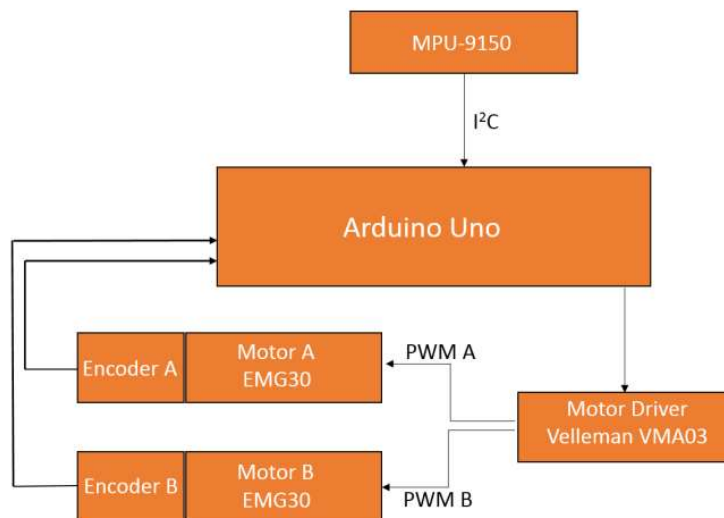 MPU-9150
I²C
Arduino Uno
Encoder A
Motor A
EMG30
PWM A
Motor Driver
Velleman VMA03
Encoder B
Motor B
EMG30
PWM B